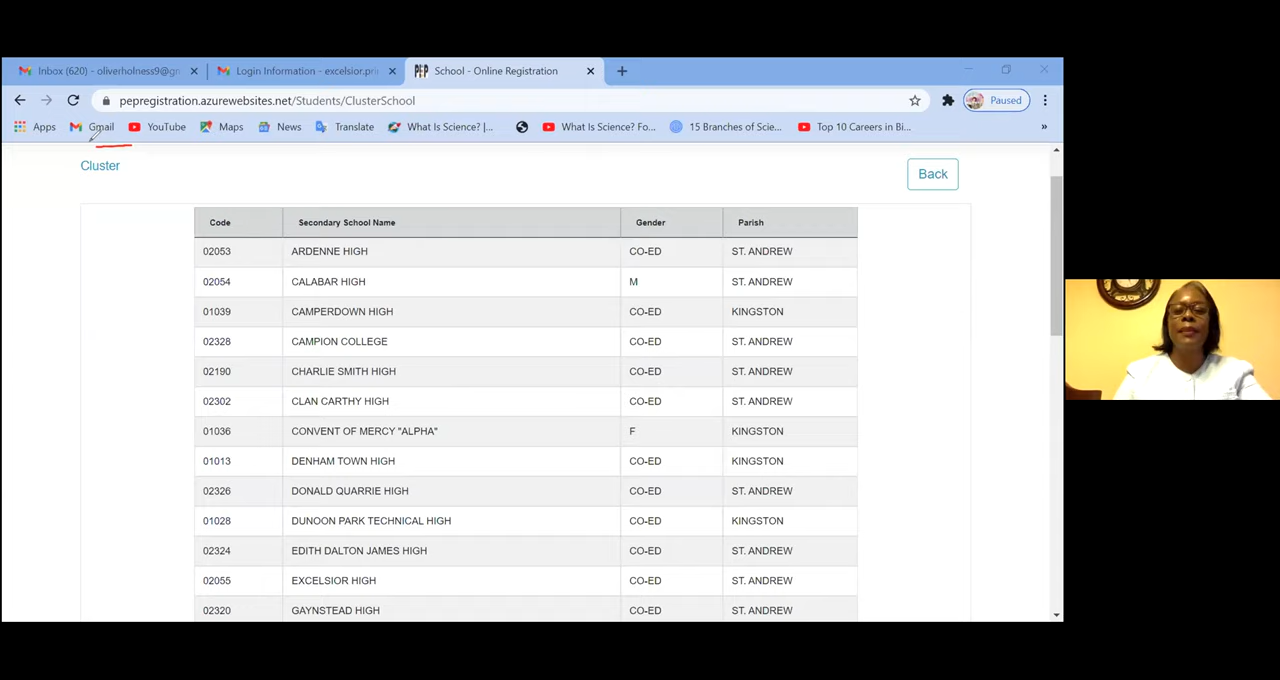 Inbox (620) - oliverholness9@gm
Login Information - excelsior.pri
PEP School - Online Registration
pepregistration.azurewebsites.net/Students/ClusterSchool
Paused
Apps Gmail YouTube Maps News Translate What Is Science? |... What Is Science? Fo... 15 Branches of Scie... Top 10 Careers in Bi... »
Cluster
Back
Code Secondary School Name Gender Parish
02053 ARDENNE HIGH CO-ED ST. ANDREW
02054 CALABAR HIGH M ST. ANDREW
01039 CAMPERDOWN HIGH CO-ED KINGSTON
02328 CAMPION COLLEGE CO-ED ST. ANDREW
02190 CHARLIE SMITH HIGH CO-ED ST. ANDREW
02302 CLAN CARTHY HIGH CO-ED ST. ANDREW
01036 CONVENT OF MERCY "ALPHA" F KINGSTON
01013 DENHAM TOWN HIGH CO-ED KINGSTON
02326 DONALD QUARRIE HIGH CO-ED ST. ANDREW
01028 DUNOON PARK TECHNICAL HIGH CO-ED KINGSTON
02324 EDITH DALTON JAMES HIGH CO-ED ST. ANDREW
02055 EXCELSIOR HIGH CO-ED ST. ANDREW
02320 GAYNSTEAD HIGH CO-ED ST. ANDREW